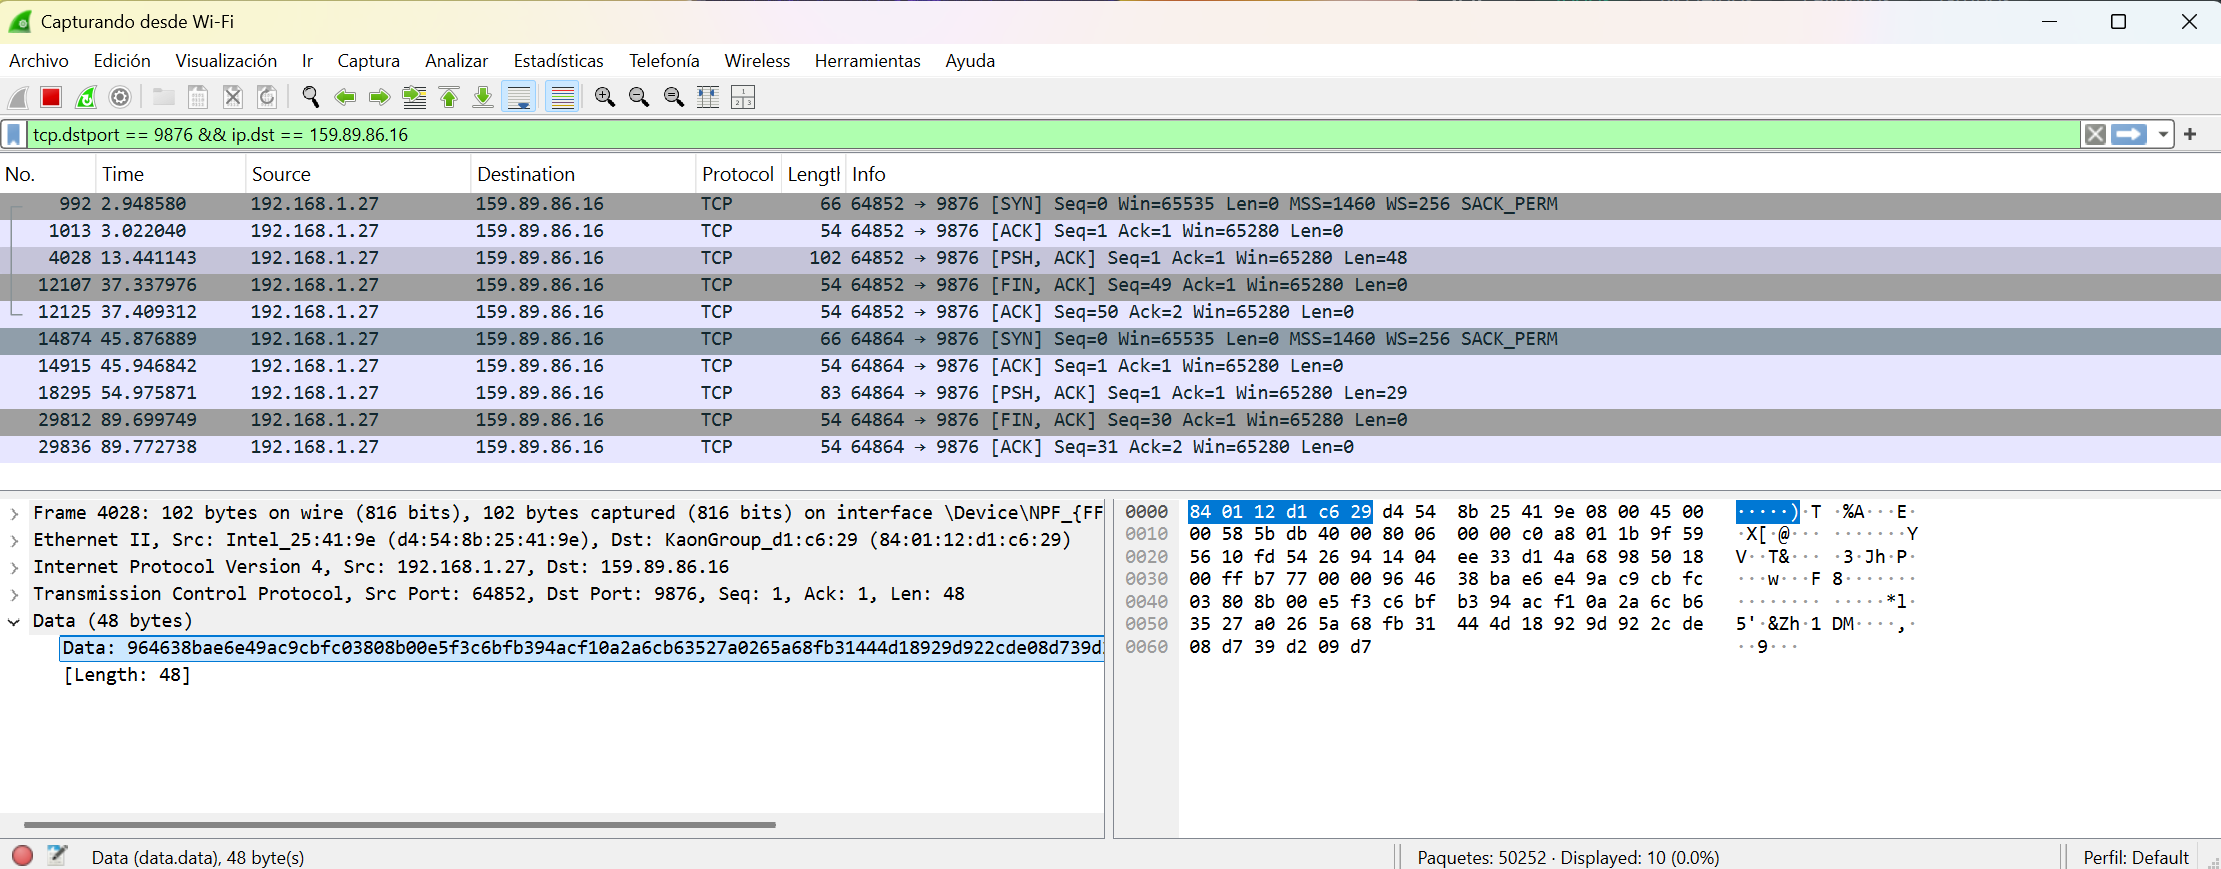 Capturando desde Wi-Fi
Archivo Edición Visualización Ir Captura Analizar Estadísticas Telefonía Wireless Herramientas Ayuda
tcp.dstport == 9876 && ip.dst == 159.89.86.16
No. Time Source Destination Protocol Lengtl Info
992 2.948580 192.168.1.27 159.89.86.16 TCP 66 64852 → 9876 [SYN] Seq=0 Win=65535 Len=0 MSS=1460 WS=256 SACK_PERM
1013 3.022040 192.168.1.27 159.89.86.16 TCP 54 64852 → 9876 [ACK] Seq=1 Ack=1 Win=65280 Len=0
4028 13.441143 192.168.1.27 159.89.86.16 TCP 102 64852 → 9876 [PSH, ACK] Seq=1 Ack=1 Win=65280 Len=48
12107 37.337976 192.168.1.27 159.89.86.16 TCP 54 64852 → 9876 [FIN, ACK] Seq=49 Ack=1 Win=65280 Len=0
12125 37.409312 192.168.1.27 159.89.86.16 TCP 54 64852 → 9876 [ACK] Seq=50 Ack=2 Win=65280 Len=0
14874 45.876889 192.168.1.27 159.89.86.16 TCP 66 64864 → 9876 [SYN] Seq=0 Win=65535 Len=0 MSS=1460 WS=256 SACK_PERM
14915 45.946842 192.168.1.27 159.89.86.16 TCP 54 64864 → 9876 [ACK] Seq=1 Ack=1 Win=65280 Len=0
18295 54.975871 192.168.1.27 159.89.86.16 TCP 83 64864 → 9876 [PSH, ACK] Seq=1 Ack=1 Win=65280 Len=29
29812 89.699749 192.168.1.27 159.89.86.16 TCP 54 64864 → 9876 [FIN, ACK] Seq=30 Ack=1 Win=65280 Len=0
29836 89.772738 192.168.1.27 159.89.86.16 TCP 54 64864 → 9876 [ACK] Seq=31 Ack=2 Win=65280 Len=0
Frame 4028: 102 bytes on wire (816 bits), 102 bytes captured (816 bits) on interface \Device\NPF_{FF
Ethernet II, Src: Intel_25:41:9e (d4:54:8b:25:41:9e), Dst: KaonGroup_d1:c6:29 (84:01:12:d1:c6:29)
Internet Protocol Version 4, Src: 192.168.1.27, Dst: 159.89.86.16
Transmission Control Protocol, Src Port: 64852, Dst Port: 9876, Seq: 1, Ack: 1, Len: 48
Data (48 bytes)
Data: 964638bae6e49ac9cbfc03808b00e5f3c6bfb394acf10a2a6cb63527a0265a68fb31444d18929d922cde08d739d
[Length: 48]
0000 84 01 12 d1 c6 29 d4 54 8b 25 41 9e 08 00 45 00 ·····)·T ·%A···E·
0010 00 58 5b db 40 00 80 06 00 00 c0 a8 01 1b 9f 59 ·X[·@··· ·······Y
0020 56 10 fd 54 26 94 14 04 ee 33 d1 4a 68 98 50 18 V··T&··· ·3·Jh·P·
0030 00 ff b7 77 00 00 96 46 38 ba e6 e4 9a c9 cb fc ···w···F 8·······
0040 03 80 8b 00 e5 f3 c6 bf b3 94 ac f1 0a 2a 6c b6 ········ ·····*l·
0050 35 27 a0 26 5a 68 fb 31 44 4d 18 92 9d 92 2c de 5'·&Zh·1 DM····,·
0060 08 d7 39 d2 09 d7 ··9···
Data (data.data), 48 byte(s) Paquetes: 50252 · Displayed: 10 (0.0%) Perfil: Default